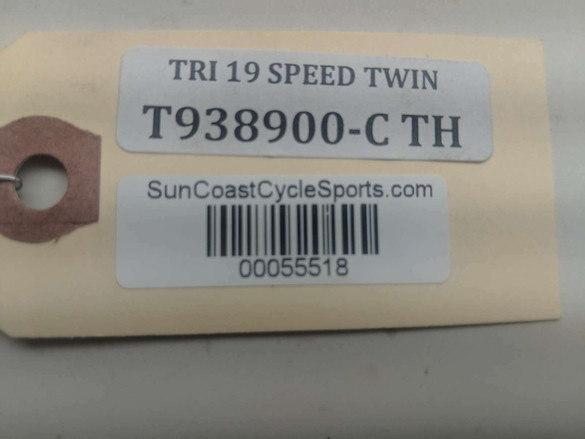 TRI 19 SPEED TWIN
T938900-C TH
SunCoastCycleSports.com
00055518